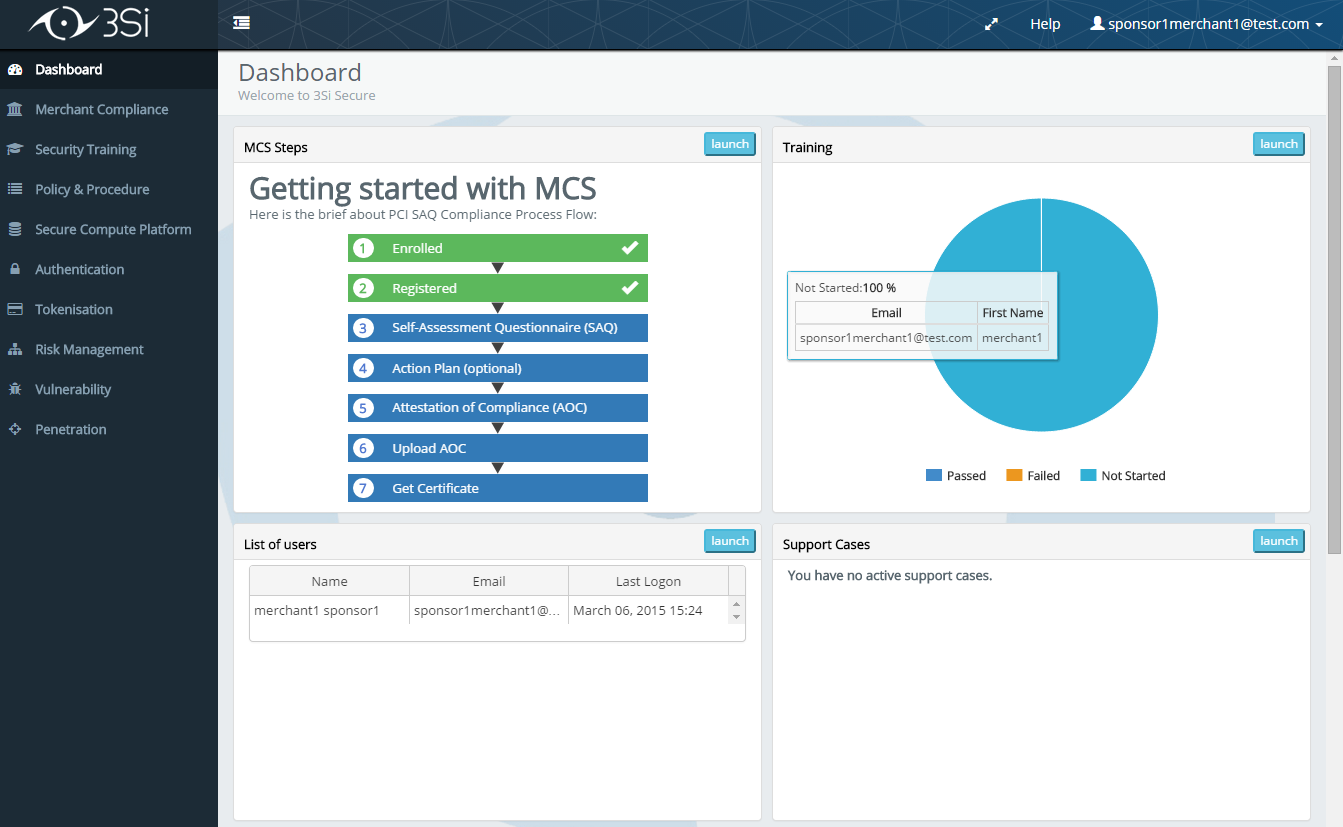 3Si
Help
sponsor1merchant1@test.com
Dashboard
Merchant Compliance
Security Training
Policy & Procedure
Secure Compute Platform
Authentication
Tokenisation
Risk Management
Vulnerability
Penetration
Dashboard
Welcome to 3Si Secure
MCS Steps
launch
Getting started with MCS
Here is the brief about PCI SAQ Compliance Process Flow:
1 Enrolled
2 Registered
3 Self-Assessment Questionnaire (SAQ)
4 Action Plan (optional)
5 Attestation of Compliance (AOC)
6 Upload AOC
7 Get Certificate
Training
launch
Not Started:100 %
Email First Name
sponsor1merchant1@test.com merchant1
Passed Failed Not Started
List of users
launch
Name Email Last Logon
merchant1 sponsor1 sponsor1merchant1@... March 06, 2015 15:24
Support Cases
launch
You have no active support cases.